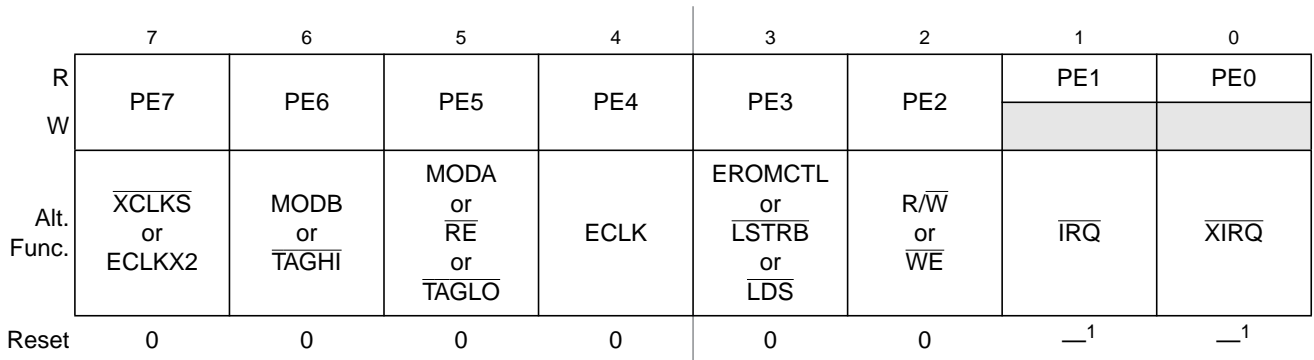 7 6 5 4 3 2 1 0
R PE7 PE6 PE5 PE4 PE3 PE2 PE1 PE0
W
Alt. Func. XCLKS or ECLKX2 MODB or TAGHI MODA or RE or TAGLO ECLK EROMCTL or LSTRB or LDS R/W or WE IRQ XIRQ
Reset 0 0 0 0 0 0 —1 —1